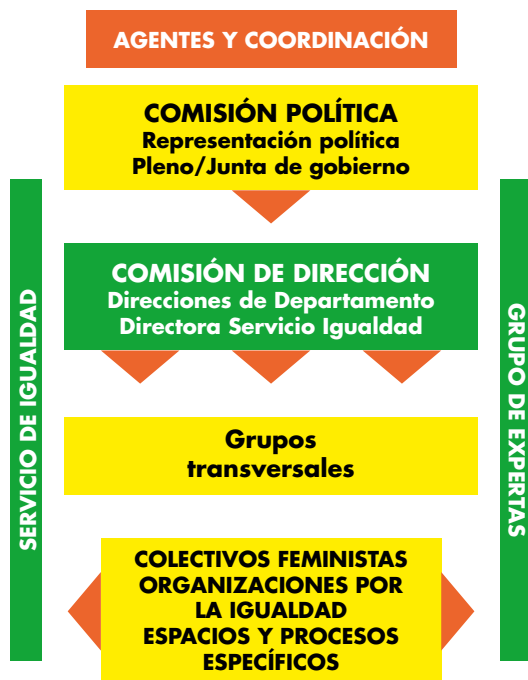 AGENTES Y COORDINACIÓN
COMISIÓN POLÍTICA
Representación política
Pleno/Junta de gobierno
COMISIÓN DE DIRECCIÓN
Direcciones de Departamento
Directora Servicio Igualdad
SERVICIO DE IGUALDAD
GRUPO DE EXPERTAS
Grupos
transversales
COLECTIVOS FEMINISTAS
ORGANIZACIONES POR
LA IGUALDAD
ESPACIOS Y PROCESOS
ESPECÍFICOS